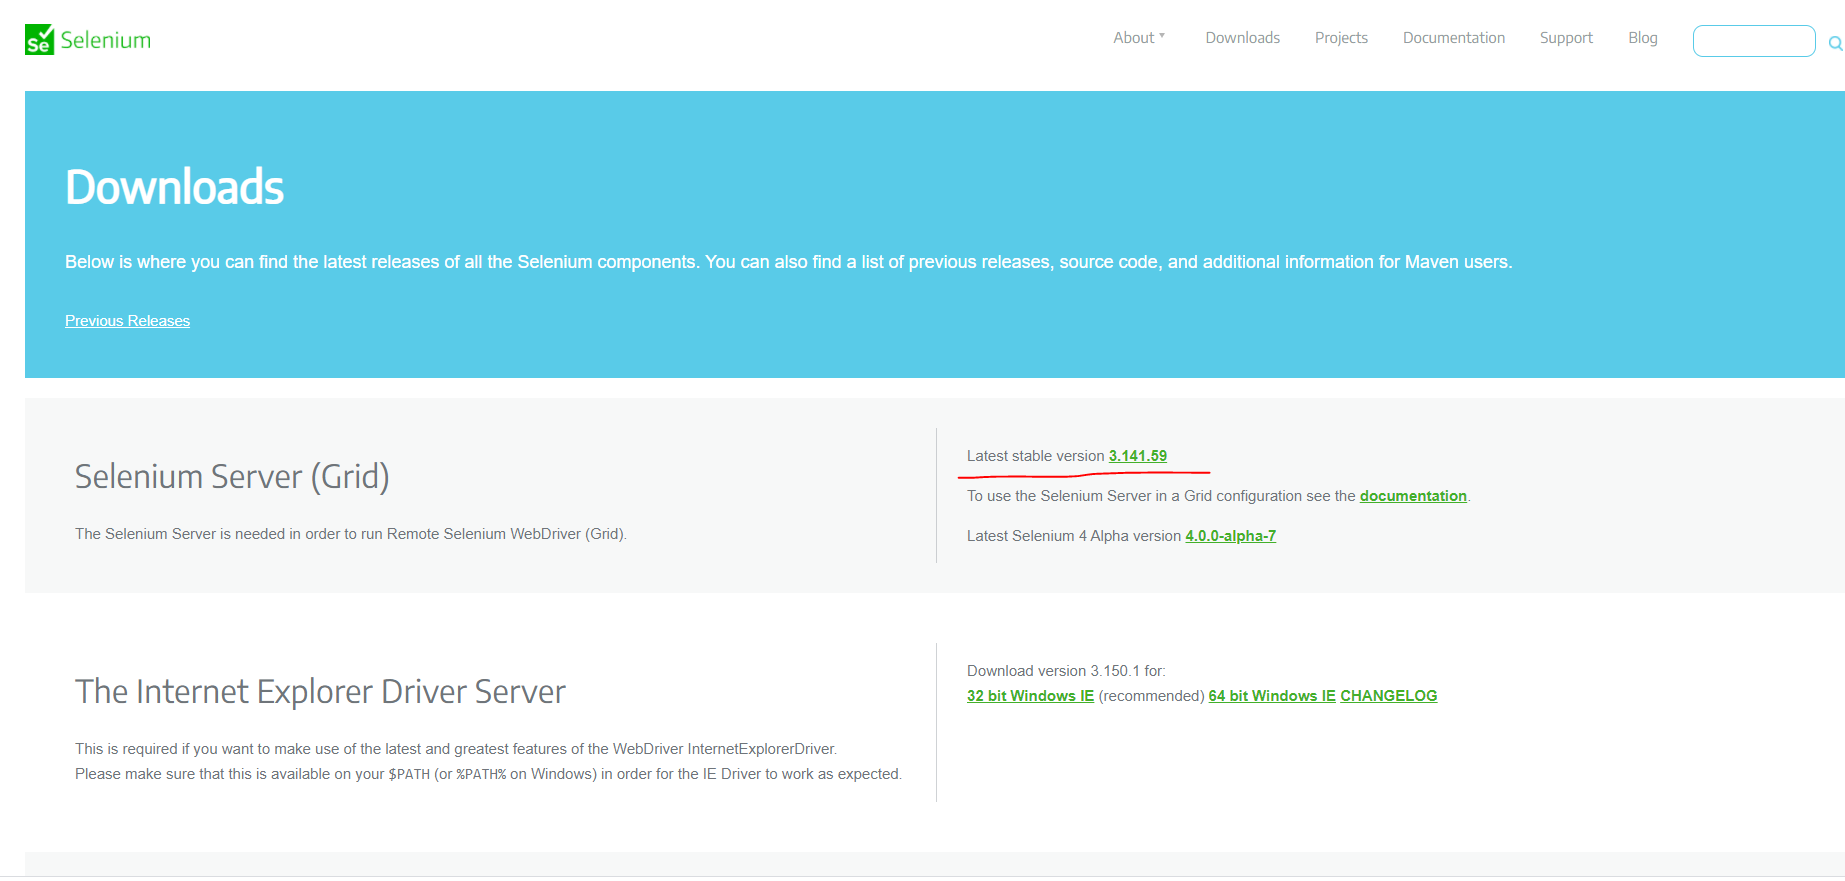 Se Selenium
About Downloads Projects Documentation Support Blog
Downloads
Below is where you can find the latest releases of all the Selenium components. You can also find a list of previous releases, source code, and additional information for Maven users.
Previous Releases
Selenium Server (Grid)
The Selenium Server is needed in order to run Remote Selenium WebDriver (Grid).
Latest stable version 3.141.59
To use the Selenium Server in a Grid configuration see the documentation.
Latest Selenium 4 Alpha version 4.0.0-alpha-7
The Internet Explorer Driver Server
This is required if you want to make use of the latest and greatest features of the WebDriver InternetExplorerDriver.
Please make sure that this is available on your $PATH (or %PATH% on Windows) in order for the IE Driver to work as expected.
Download version 3.150.1 for:
32 bit Windows IE (recommended) 64 bit Windows IE CHANGELOG